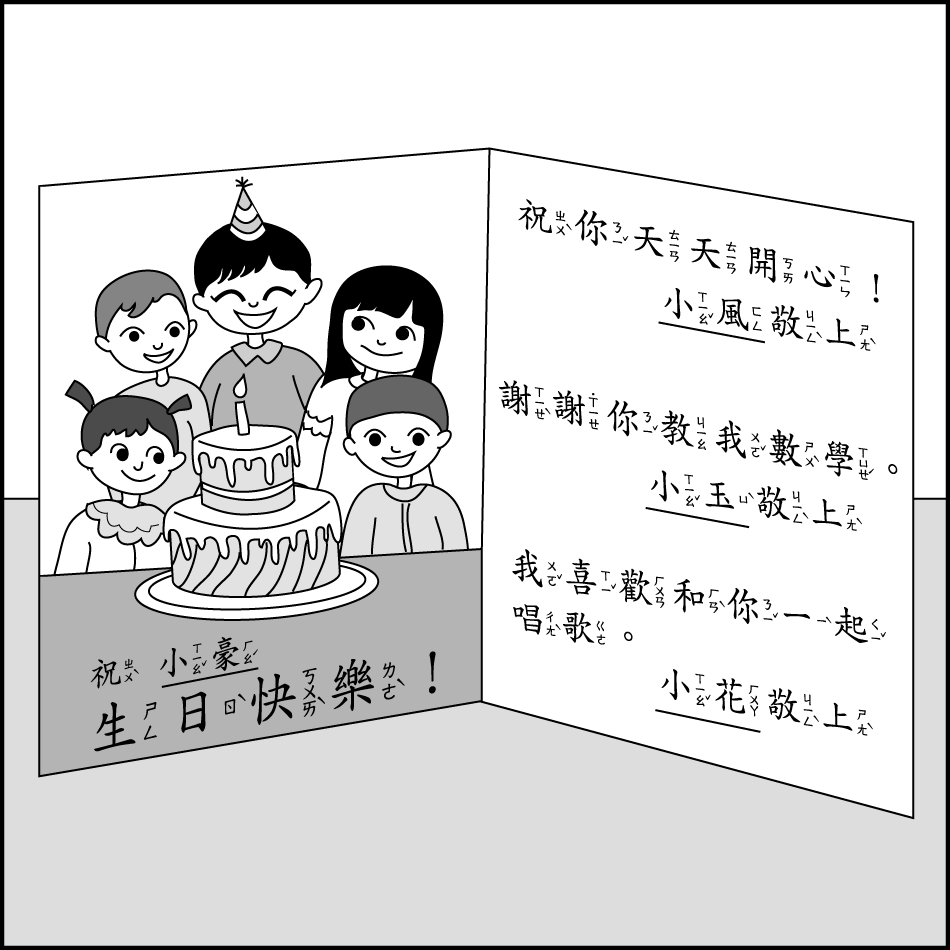 祝小豪
生日快樂！
祝你天天開心！
小風敬上
謝謝你教我數學。
小玉敬上
我喜歡和你一起
唱歌。
小花敬上